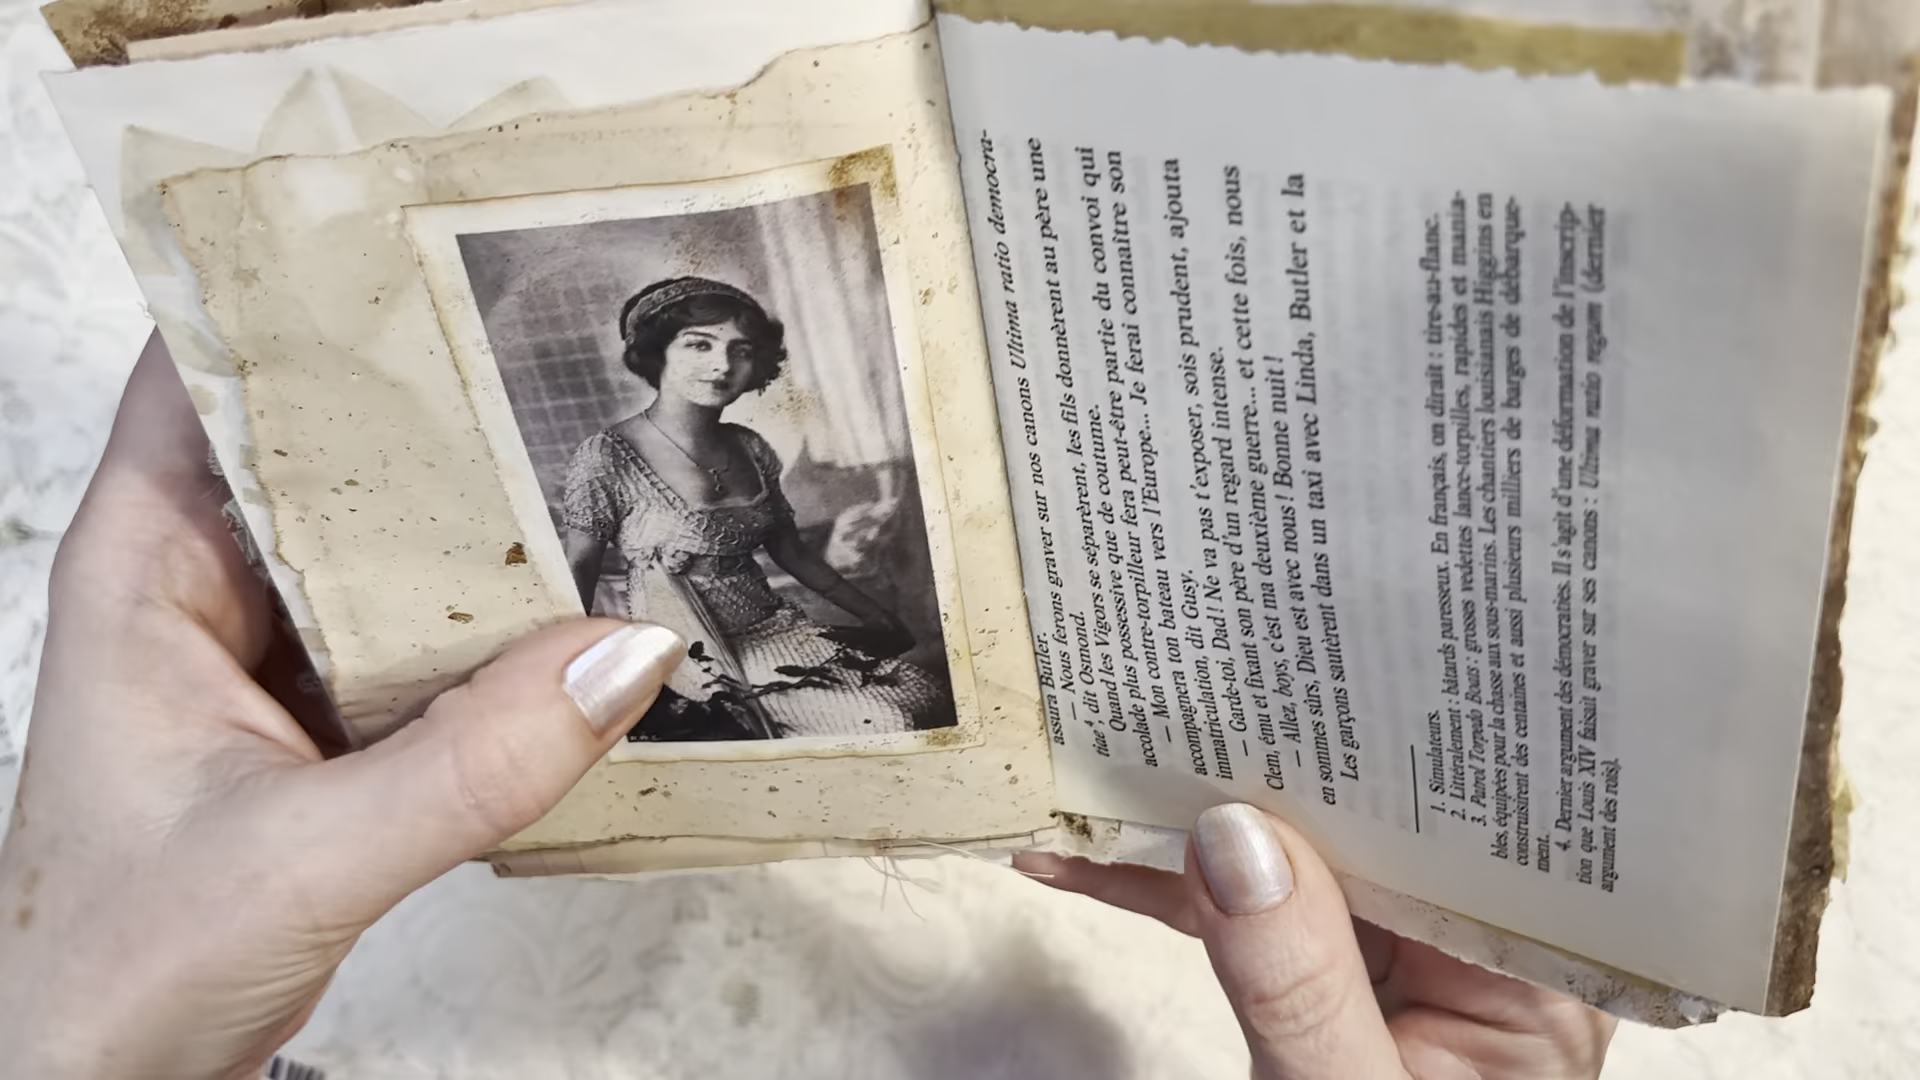 assura Butler.
— Nous ferons graver sur nos canons Ultima ratio democra-
tiae⁴, dit Osmond.
Quand les Vigors se séparèrent, les fils donnèrent au père une
accolade plus possessive que de coutume.
— Mon contre-torpilleur fera peut-être partie du convoi qui
accompagnera ton bateau vers l'Europe... Je ferai connaître son
immatriculation, dit Gusy.
— Garde-toi, Dad ! Ne va pas t'exposer, sois prudent, ajouta
Clem, ému et fixant son père d'un regard intense.
— Allez, boys, c'est ma deuxième guerre... et cette fois, nous
en sommes sûrs, Dieu est avec nous ! Bonne nuit !
Les garçons sautèrent dans un taxi avec Linda, Butler et la
1. Simulateurs.
2. Littéralement : bâtards paresseux. En français, on dirait : tire-au-flanc.
3. Patrol Torpedo Boats : grosses vedettes lance-torpilles, rapides et mania-
bles, équipées pour la chasse aux sous-marins. Les chantiers louisianais Higgins en
construisirent des centaines et aussi plusieurs milliers de barges de débarque-
ment.
4. Dernier argument des démocraties. Il s'agit d'une déformation de l'inscrip-
tion que Louis XIV faisait graver sur ses canons : Ultima ratio regum (dernier
argument des rois).